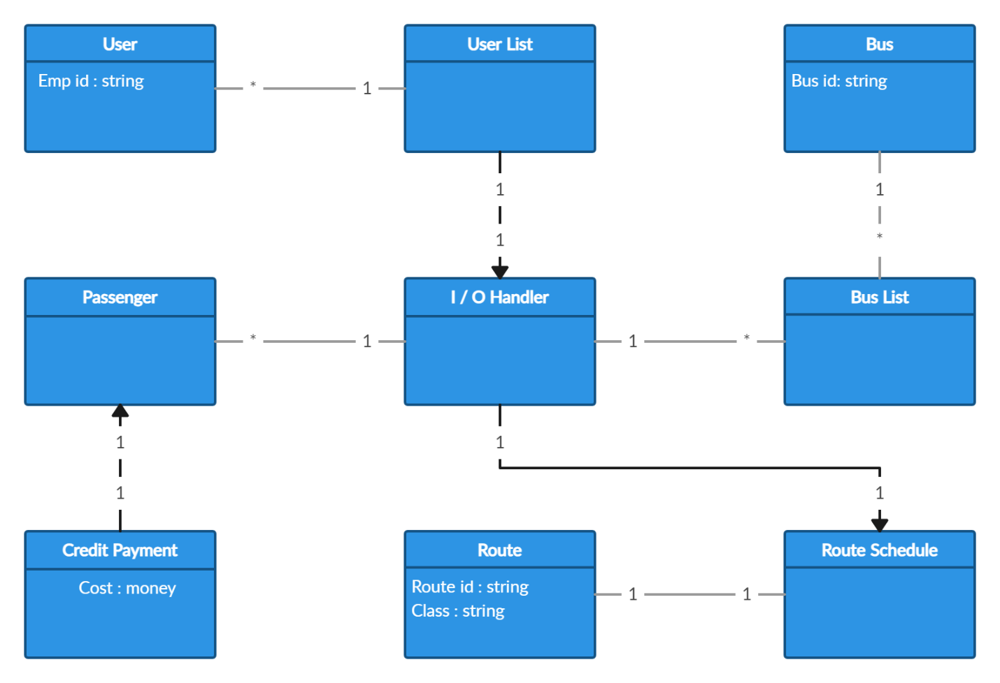 User
Emp id : string
* 1
User List
Bus
Bus id: string
1
1
1
*
Passenger
* 1
I / O Handler
1 *
Bus List
1
1
1
1
Credit Payment
Cost : money
Route
Route id : string
Class : string
1 1
Route Schedule